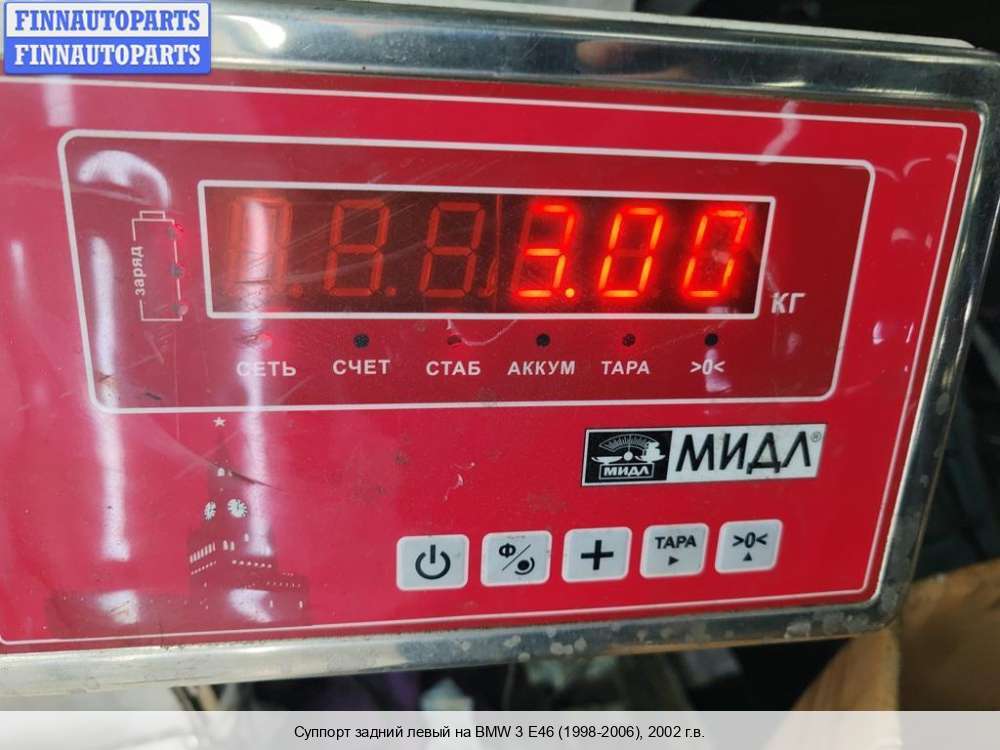 FINNAUTOPARTS
FINNAUTOPARTS
заряд
3.00
КГ
СЕТЬ СЧЕТ СТАБ АККУМ ТАРА >0<
МИДЛ МИДЛ®
Ф ТАРА >0<
Суппорт задний левый на BMW 3 E46 (1998-2006), 2002 г.в.